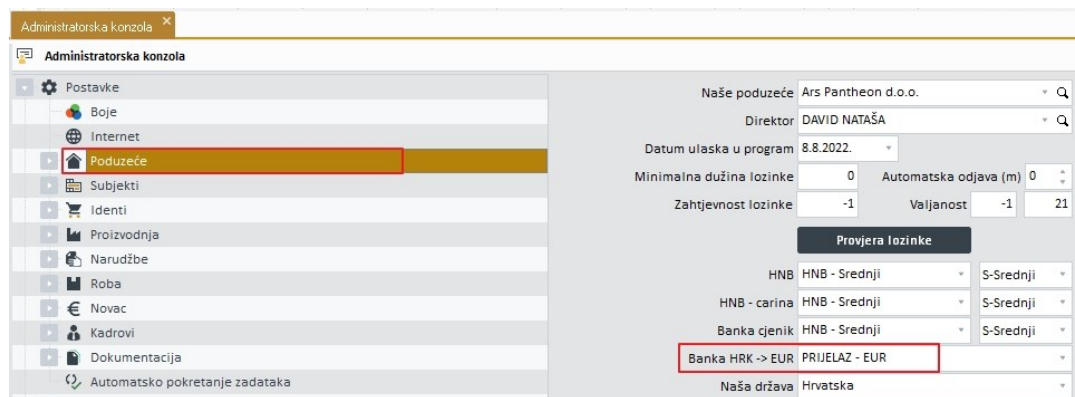 Administratorska konzola ×
Administratorska konzola
Postavke
Boje
Internet
Poduzeće
Subjekti
Identi
Proizvodnja
Narudžbe
Roba
Novac
Kadrovi
Dokumentacija
Automatsko pokretanje zadataka
Naše poduzeće Ars Pantheon d.o.o.
Direktor DAVID NATAŠA
Datum ulaska u program 8.8.2022.
Minimalna dužina lozinke 0 Automatska odjava (m) 0
Zahtjevnost lozinke -1 Valjanost -1 21
Provjera lozinke
HNB HNB - Srednji S-Srednji
HNB - carina HNB - Srednji S-Srednji
Banka cjenik HNB - Srednji S-Srednji
Banka HRK -> EUR PRIJELAZ - EUR
Naša država Hrvatska